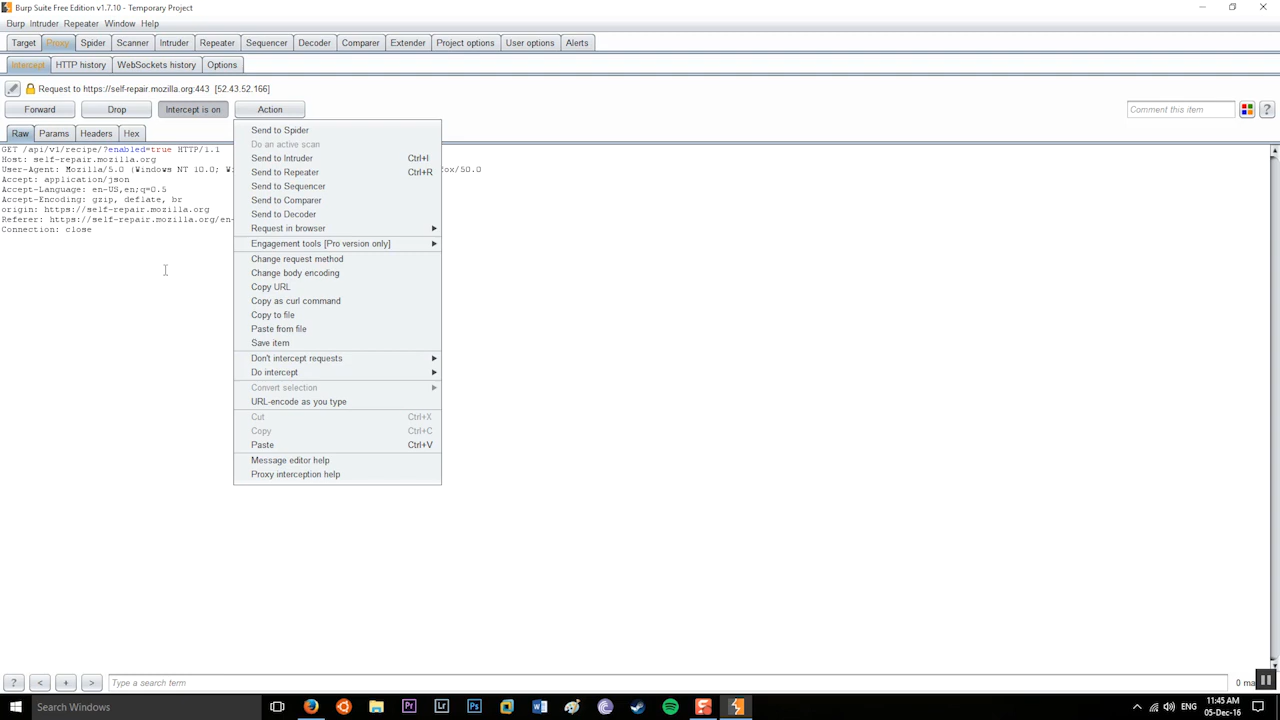 Burp Suite Free Edition v1.7.10 - Temporary Project
Burp Intruder Repeater Window Help
Target Proxy Spider Scanner Intruder Repeater Sequencer Decoder Comparer Extender Project options User options Alerts
Intercept HTTP history WebSockets history Options
Request to https://self-repair.mozilla.org:443 [52.43.52.166]
Forward Drop Intercept is on Action Comment this item ?
Raw Params Headers Hex
GET /api/v1/recipe/?enabled=true HTTP/1.1
Host: self-repair.mozilla.org
User-Agent: Mozilla/5.0 (Windows NT 10.0; ox/50.0
Accept: application/json
Accept-Language: en-US,en;q=0.5
Accept-Encoding: gzip, deflate, br
origin: https://self-repair.mozilla.org
Referer: https://self-repair.mozilla.org/en-
Connection: close
Send to Spider
Do an active scan
Send to Intruder Ctrl+I
Send to Repeater Ctrl+R
Send to Sequencer
Send to Comparer
Send to Decoder
Request in browser
Engagement tools [Pro version only]
Change request method
Change body encoding
Copy URL
Copy as curl command
Copy to file
Paste from file
Save item
Don't intercept requests
Do intercept
Convert selection
URL-encode as you type
Cut Ctrl+X
Copy Ctrl+C
Paste Ctrl+V
Message editor help
Proxy interception help
? < + > Type a search term 0 ma
Search Windows Pr Lr Ps ENG 11:45 AM
05-Dec-16